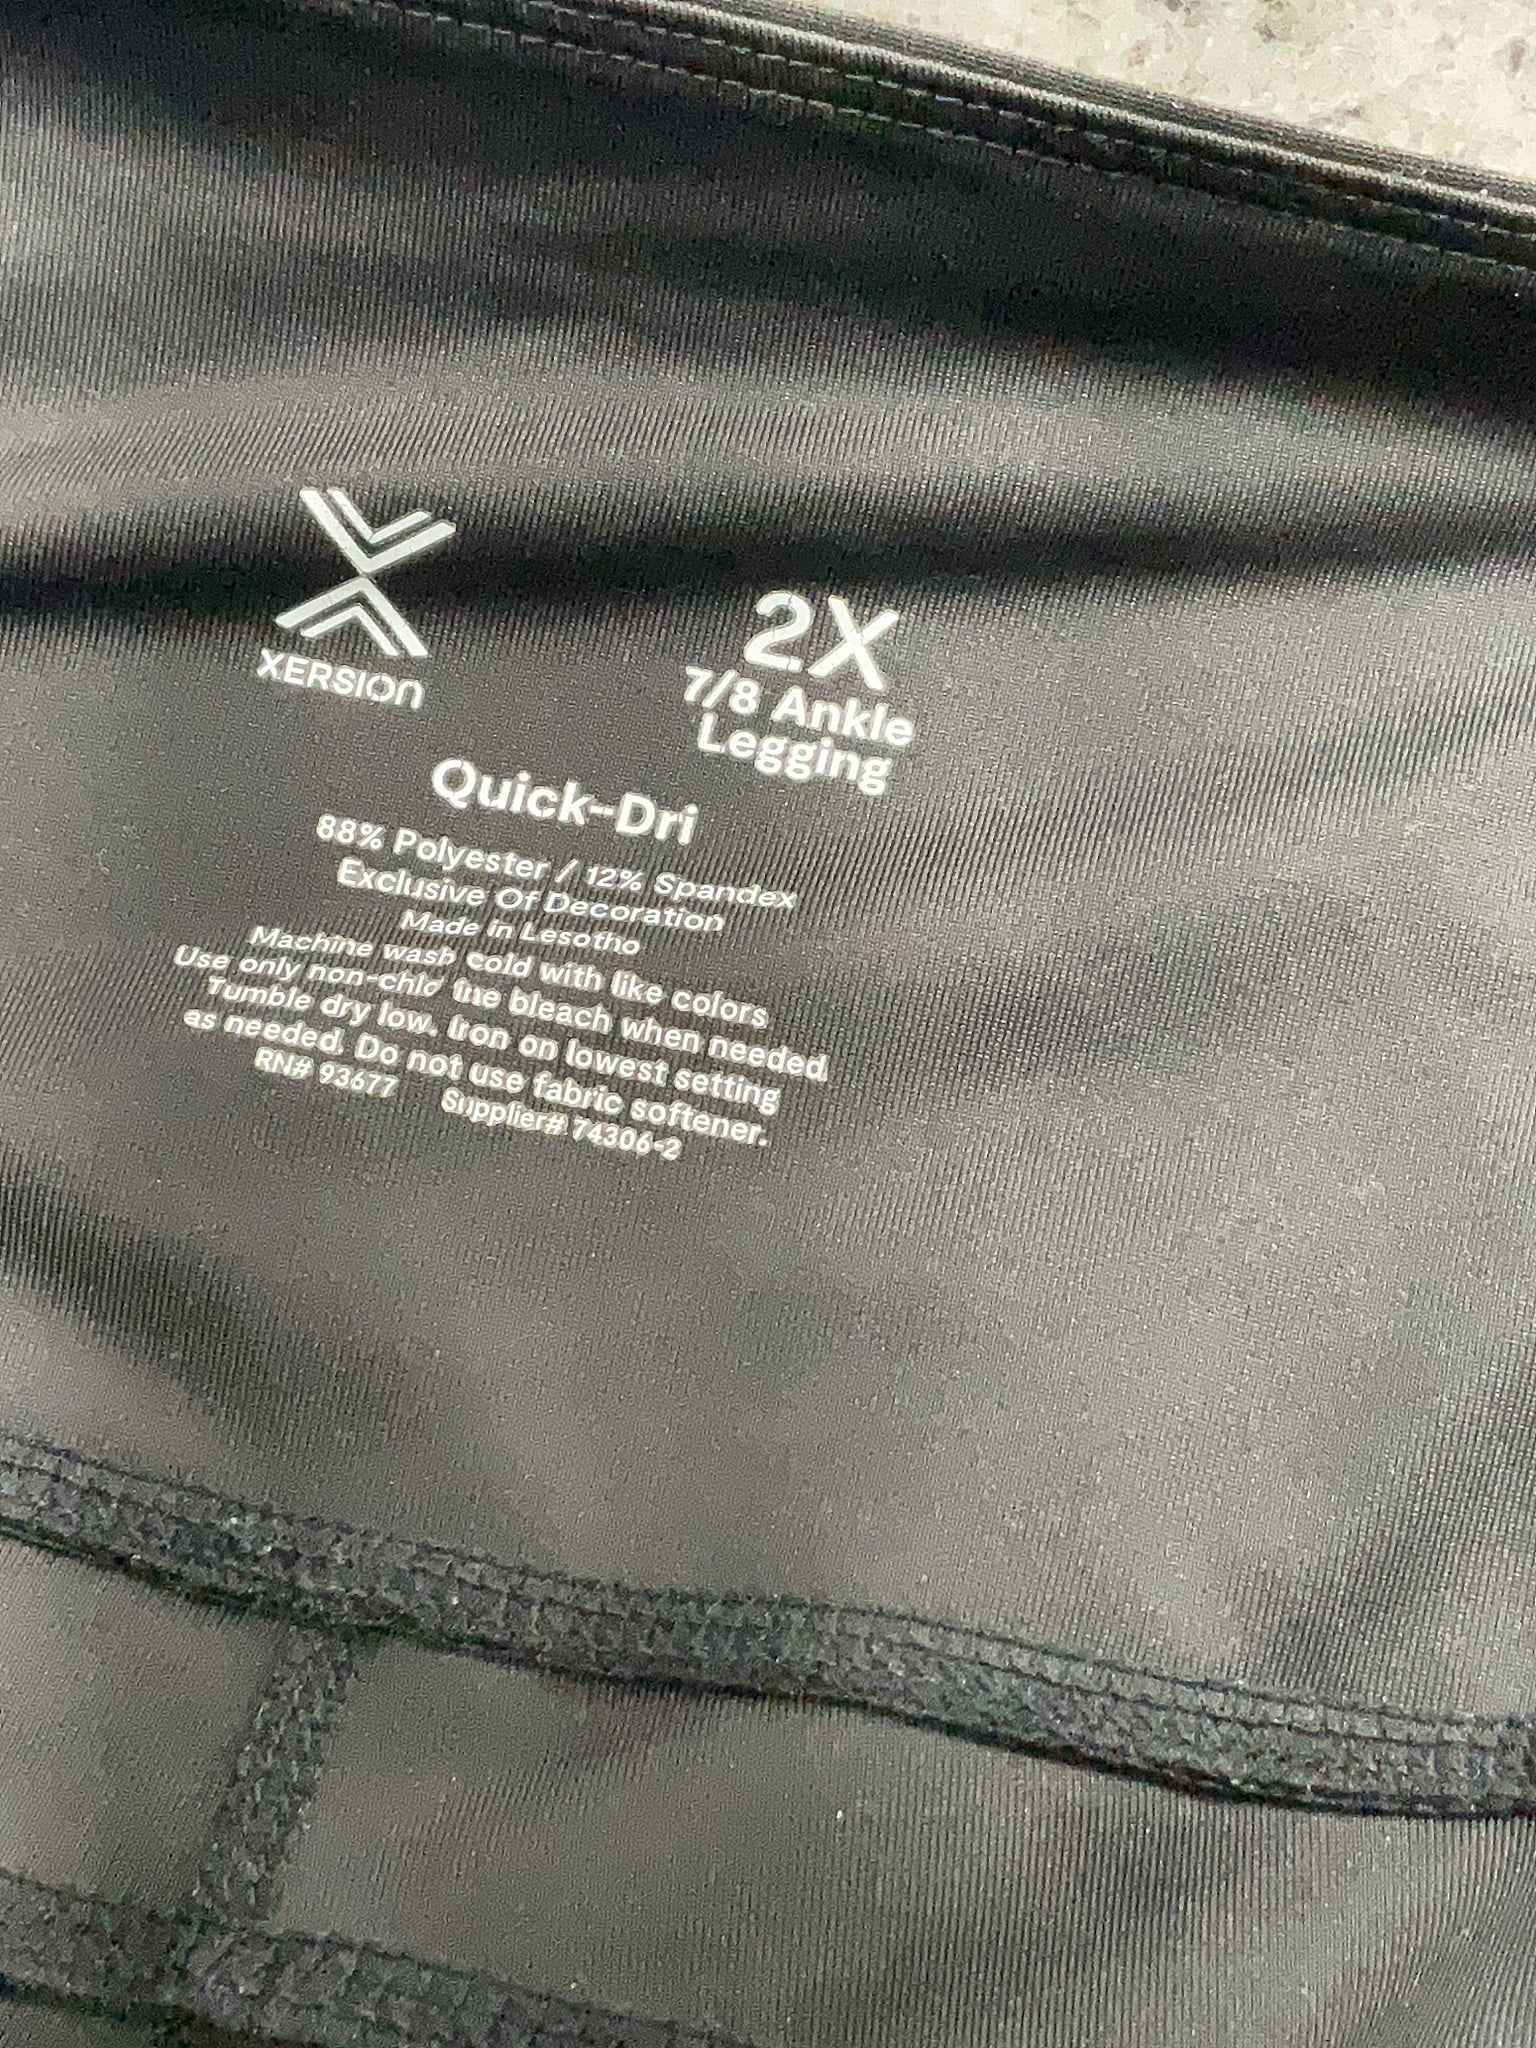 XERSION
2X
7/8 Ankle
Legging
Quick-Dri
88% Polyester / 12% Spandex
Exclusive Of Decoration
Made in Lesotho
Machine wash cold with like colors
Use only non-chlorine bleach when needed.
Tumble dry low. Iron on lowest setting
as needed. Do not use fabric softener.
RN# 93677 Supplier# 74306-2